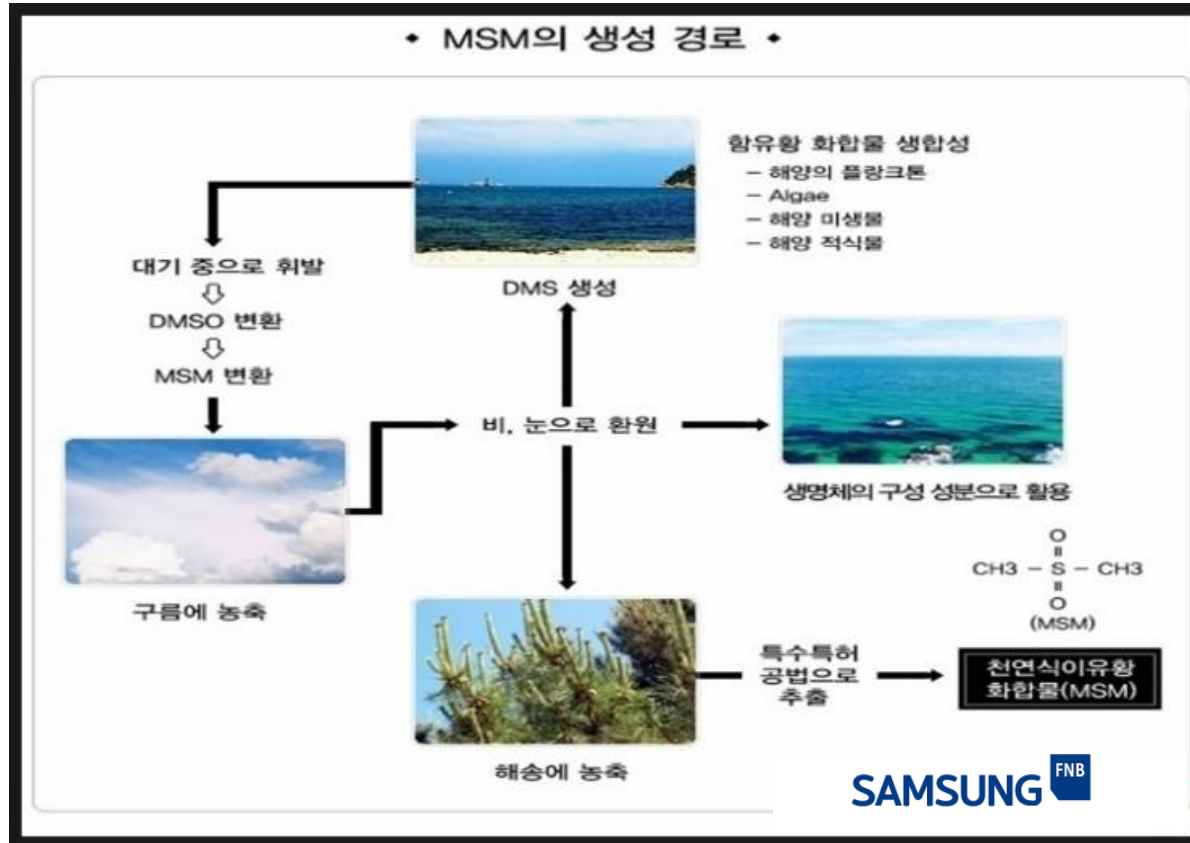 • MSM의 생성 경로 •
함유황 화합물 생합성
– 해양의 플랑크톤
– Algae
– 해양 미생물
– 해양 적식물
DMS 생성
대기 중으로 휘발
DMSO 변환
MSM 변환
구름에 농축
비, 눈으로 환원
생명체의 구성 성분으로 활용
해송에 농축
특수특허
공법으로
추출
O
CH3 – S – CH3
O
(MSM)
천연식이유황
화합물(MSM)
SAMSUNG FNB